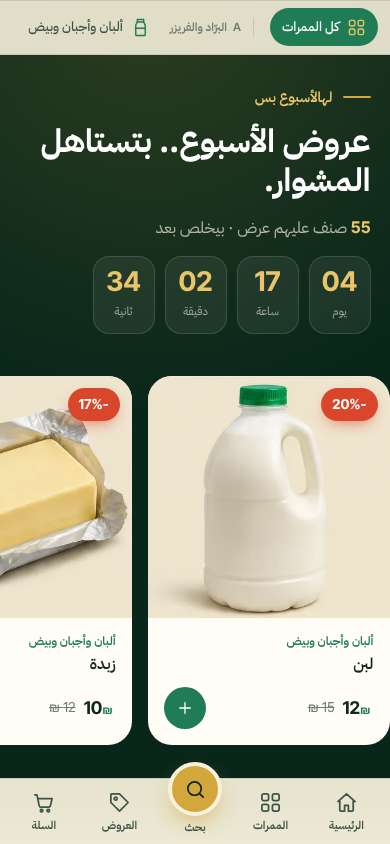 كل الممرات
A البرّاد والفريزر
ألبان وأجبان وبيض
لهالأسبوع بس
عروض الأسبوع.. بتستاهل
المشوار.
55 صنف عليهم عرض · بيخلص بعد
04 يوم
17 ساعة
02 دقيقة
34 ثانية
-20%
ألبان وأجبان وبيض
لبن
₪12 15 ₪
-17%
ألبان وأجبان وبيض
زبدة
₪10 12 ₪
الرئيسية
الممرات
بحث
العروض
السلة